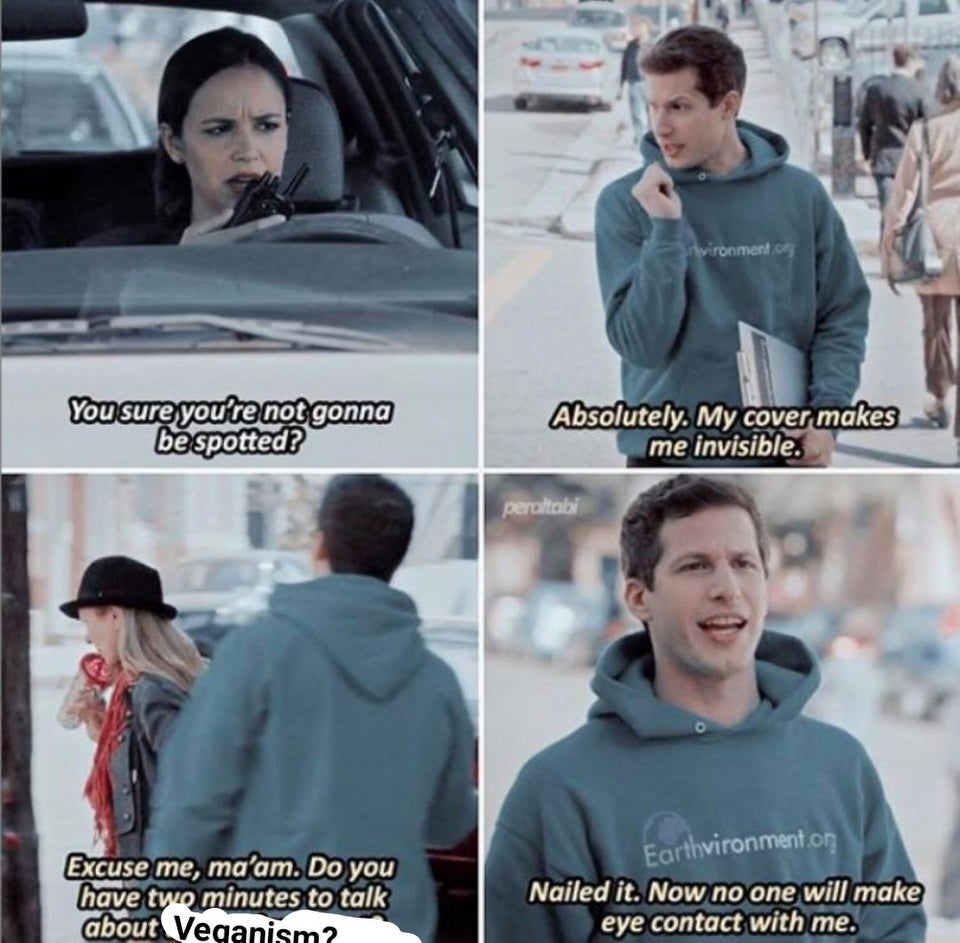 You sure you're not gonna
be spotted?
vironment.org
Absolutely. My cover makes
me invisible.
Excuse me, ma'am. Do you
have two minutes to talk
about Veganism?
peraltabi
Earthvironment.org
Nailed it. Now no one will make
eye contact with me.